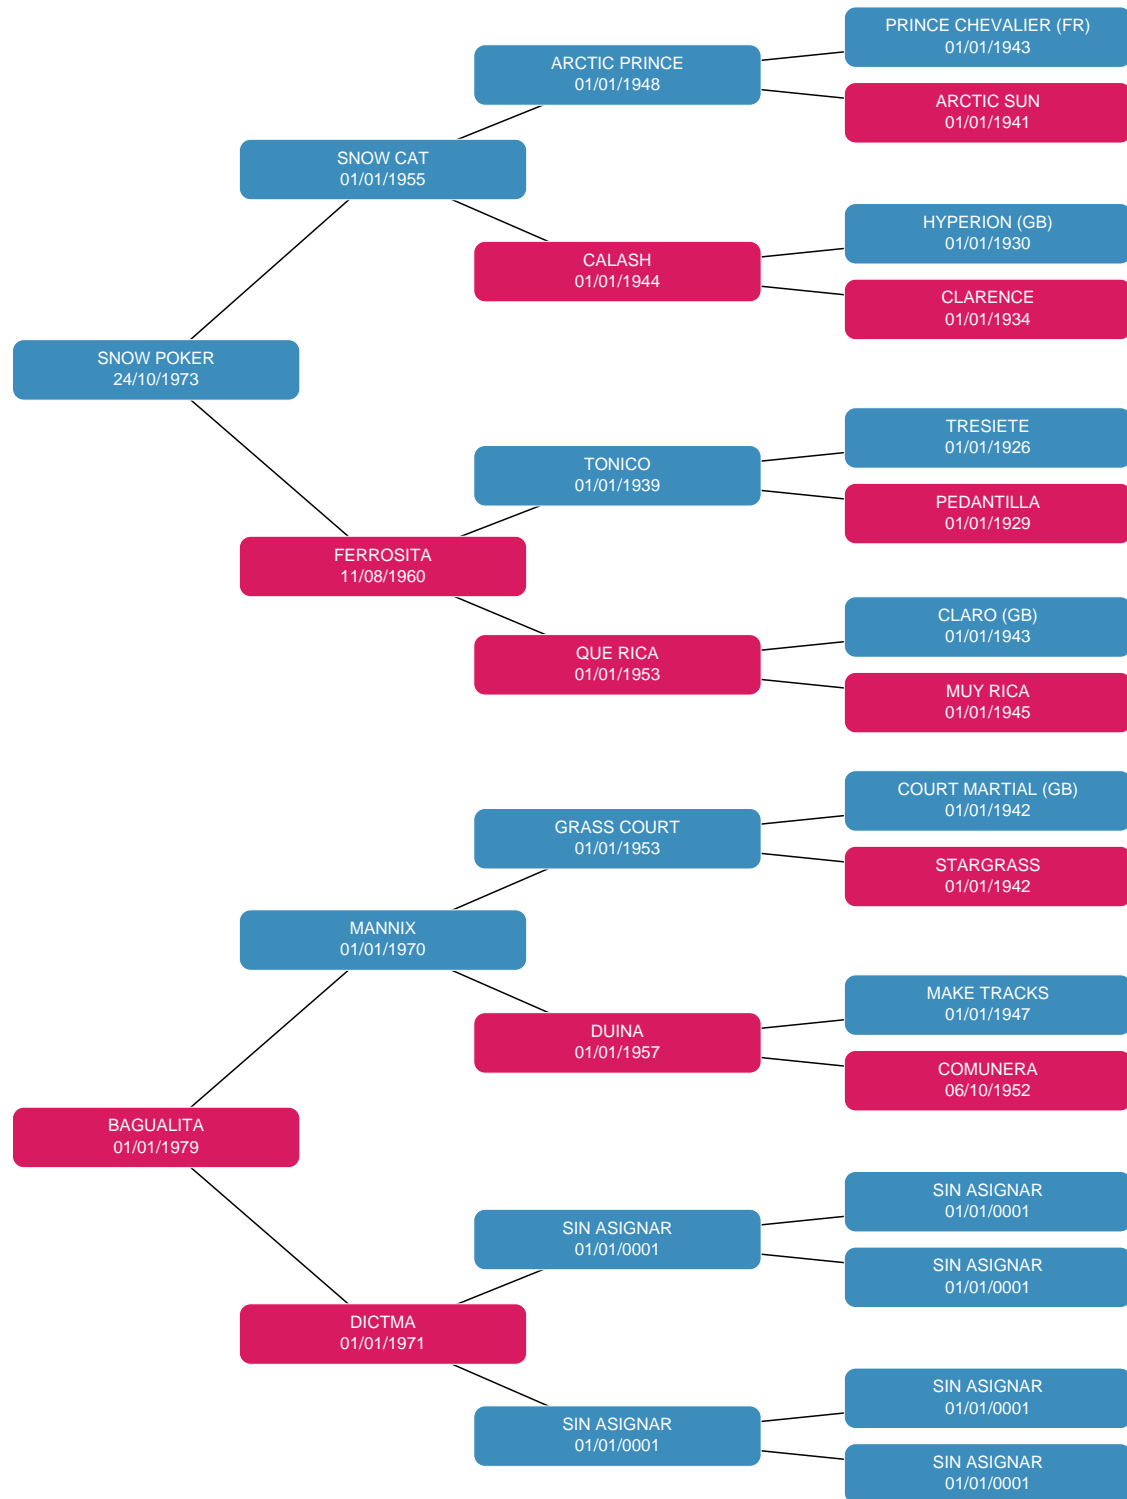 PRINCE CHEVALIER (FR)
01/01/1943
ARCTIC PRINCE
01/01/1948
ARCTIC SUN
01/01/1941
SNOW CAT
01/01/1955
HYPERION (GB)
01/01/1930
CALASH
01/01/1944
CLARENCE
01/01/1934
SNOW POKER
24/10/1973
TRESIETE
01/01/1926
TONICO
01/01/1939
PEDANTILLA
01/01/1929
FERROSITA
11/08/1960
CLARO (GB)
01/01/1943
QUE RICA
01/01/1953
MUY RICA
01/01/1945
COURT MARTIAL (GB)
01/01/1942
GRASS COURT
01/01/1953
STARGRASS
01/01/1942
MANNIX
01/01/1970
MAKE TRACKS
01/01/1947
DUINA
01/01/1957
COMUNERA
06/10/1952
BAGUALITA
01/01/1979
SIN ASIGNAR
01/01/0001
SIN ASIGNAR
01/01/0001
SIN ASIGNAR
01/01/0001
DICTMA
01/01/1971
SIN ASIGNAR
01/01/0001
SIN ASIGNAR
01/01/0001
SIN ASIGNAR
01/01/0001